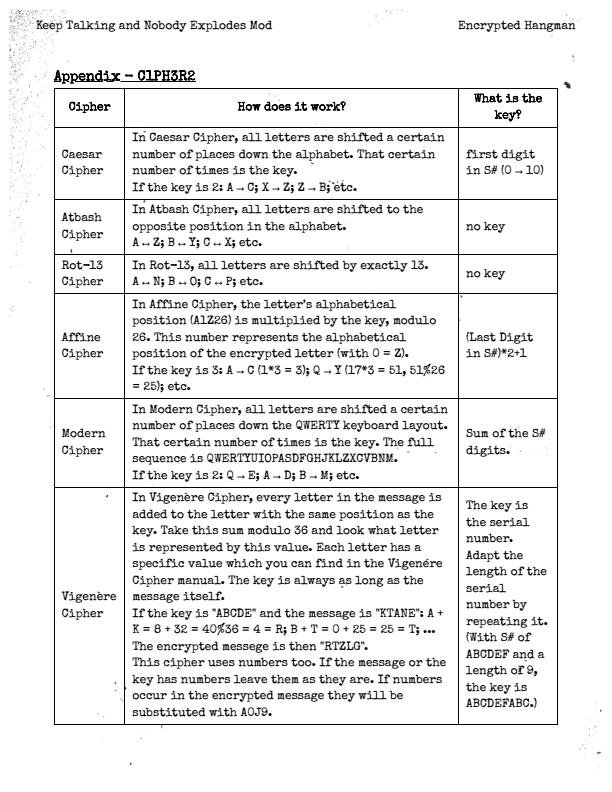 Keep Talking and Nobody Explodes Mod
Encrypted Hangman
Appendix – C1PH3R2
Cipher
How does it work?
What is the
key?
Caesar
Cipher
In Caesar Cipher, all letters are shifted a certain
number of places down the alphabet. That certain
number of times is the key.
If the key is 2: A → C; X → Z; Z → B; etc.
first digit
in S# (0 → 10)
Atbash
Cipher
In Atbash Cipher, all letters are shifted to the
opposite position in the alphabet.
A ↔ Z; B ↔ Y; C ↔ X; etc.
no key
Rot-13
Cipher
In Rot-13, all letters are shifted by exactly 13.
A ↔ N; B ↔ O; C ↔ P; etc.
no key
Affine
Cipher
In Affine Cipher, the letter's alphabetical
position (A1Z26) is multiplied by the key, modulo
26. This number represents the alphabetical
position of the encrypted letter (with 0 = Z).
If the key is 3: A → C (1*3 = 3); Q → Y (17*3 = 51, 51%26
= 25); etc.
(Last Digit
in S#)*2+1
Modern
Cipher
In Modern Cipher, all letters are shifted a certain
number of places down the QWERTY keyboard layout.
That certain number of times is the key. The full
sequence is QWERTYUIOPASDFGHJKLZXCVBNM.
If the key is 2: Q → E; A → D; B → M; etc.
Sum of the S#
digits.
Vigenère
Cipher
In Vigenère Cipher, every letter in the message is
added to the letter with the same position as the
key. Take this sum modulo 36 and look what letter
is represented by this value. Each letter has a
specific value which you can find in the Vigenére
Cipher manual. The key is always as long as the
message itself.
If the key is "ABCDE" and the message is "KTANE": A +
K = 8 + 32 = 40%36 = 4 = R; B + T = 0 + 25 = 25 = T; ...
The encrypted messege is then "RTZLG".
This cipher uses numbers too. If the message or the
key has numbers leave them as they are. If numbers
occur in the encrypted message they will be
substituted with A0J9.
The key is
the serial
number.
Adapt the
length of the
serial
number by
repeating it.
(With S# of
ABCDEF and a
length of 9,
the key is
ABCDEFABC.)